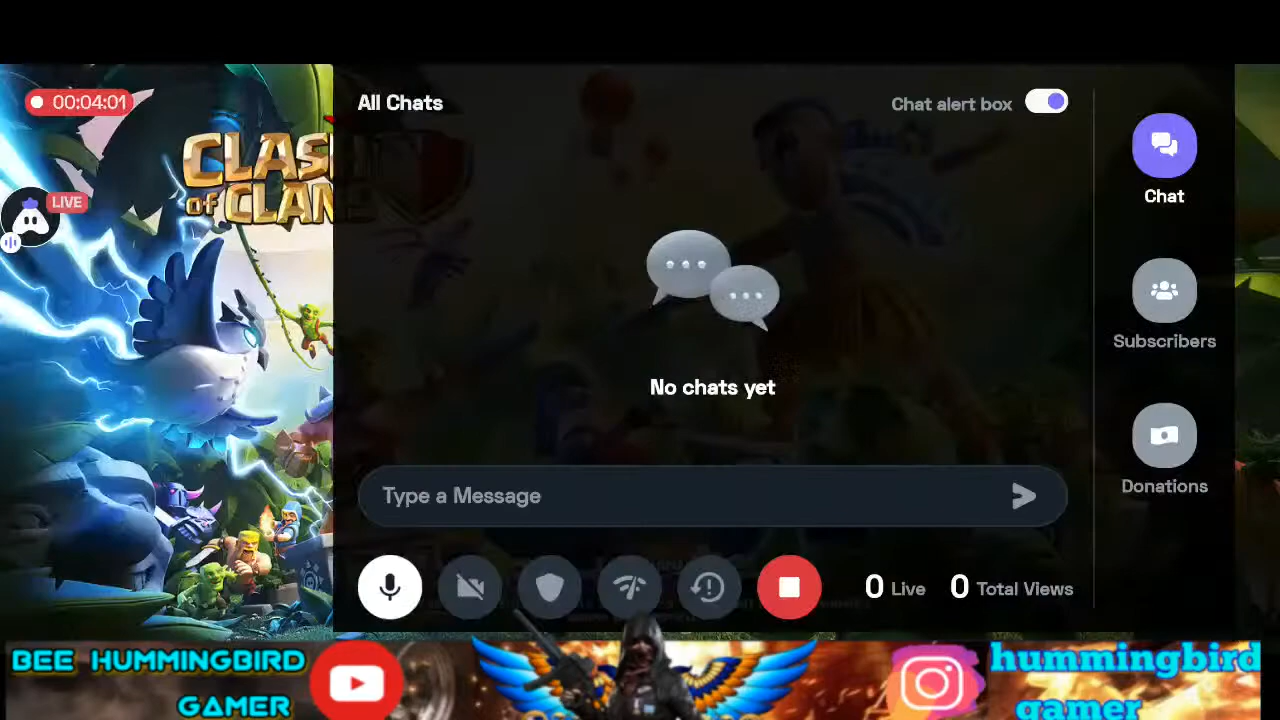 00:04:01
All Chats
Chat alert box
CLAS
OF CLAN
LIVE
Chat
No chats yet
Subscribers
Type a Message
Donations
0 Live
0 Total Views
BEE HUMMINGBIRD
GAMER
hummingbird
gamer